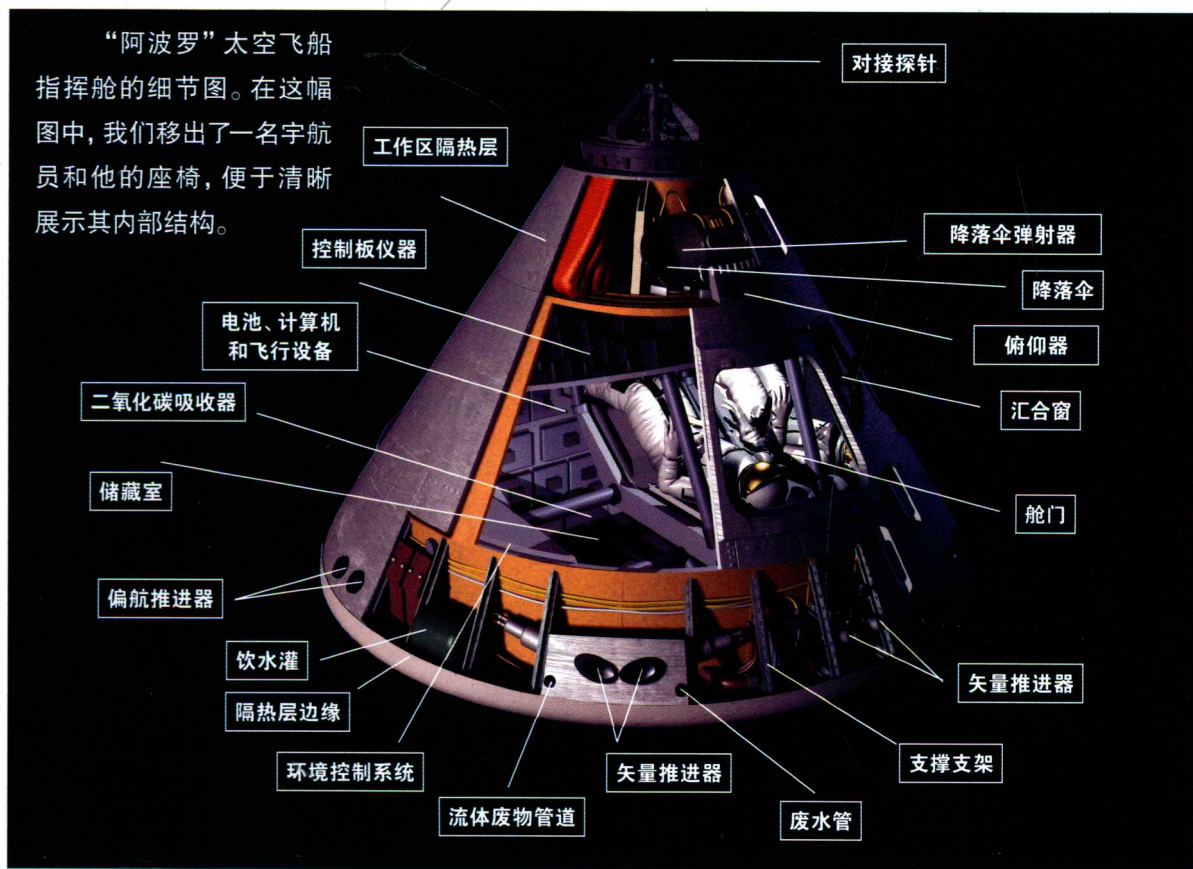 “阿波罗”太空飞船
指挥舱的细节图。在这幅
图中，我们移出了一名宇航
员和他的座椅，便于清晰
展示其内部结构。
对接探针
工作区隔热层
控制板仪器
降落伞弹射器
降落伞
电池、计算机
和飞行设备
俯仰器
二氧化碳吸收器
汇合窗
储藏室
舱门
偏航推进器
饮水灌
隔热层边缘
矢量推进器
环境控制系统
矢量推进器
支撑支架
流体废物管道
废水管